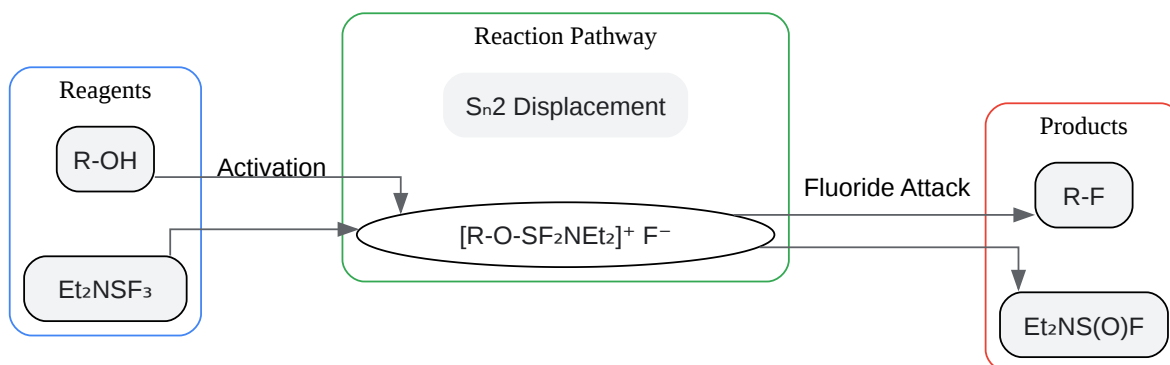 Reaction Pathway
Reagents
Sₙ2 Displacement
Products
R-OH
Activation
Fluoride Attack
R-F
[R-O-SF₂NEt₂]⁺ F⁻
Et₂NSF₃
Et₂NS(O)F